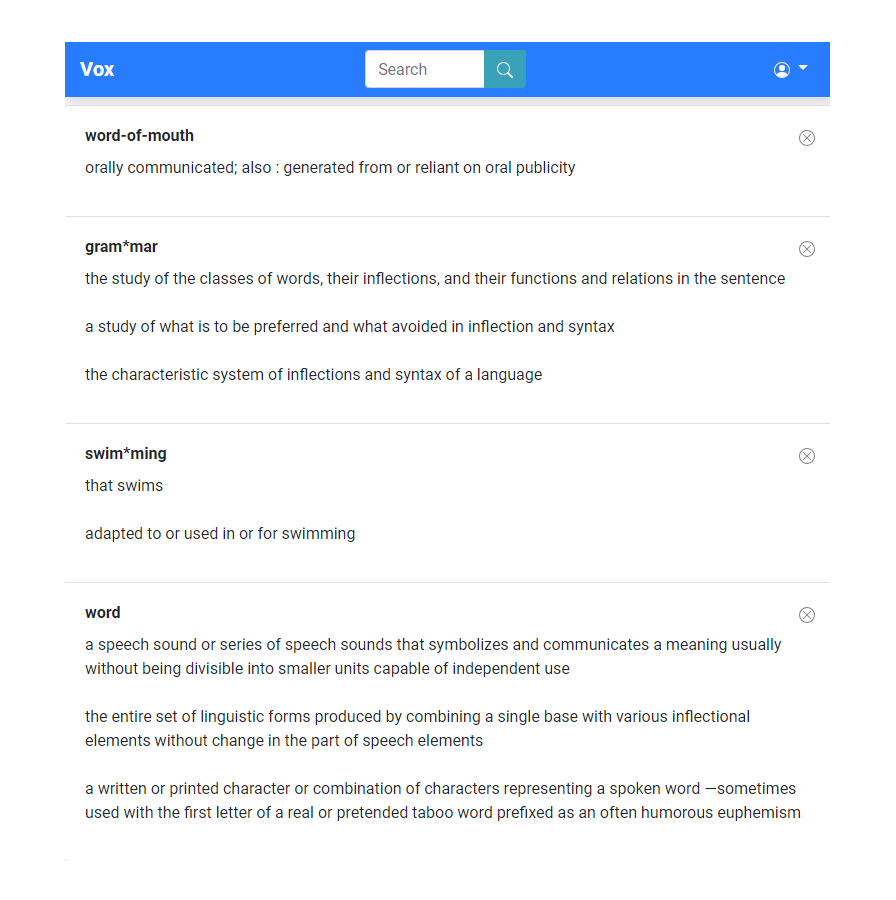 Vox
Search
word-of-mouth
orally communicated; also : generated from or reliant on oral publicity
gram*mar
the study of the classes of words, their inflections, and their functions and relations in the sentence
a study of what is to be preferred and what avoided in inflection and syntax
the characteristic system of inflections and syntax of a language
swim*ming
that swims
adapted to or used in or for swimming
word
a speech sound or series of speech sounds that symbolizes and communicates a meaning usually
without being divisible into smaller units capable of independent use
the entire set of linguistic forms produced by combining a single base with various inflectional
elements without change in the part of speech elements
a written or printed character or combination of characters representing a spoken word —sometimes
used with the first letter of a real or pretended taboo word prefixed as an often humorous euphemism